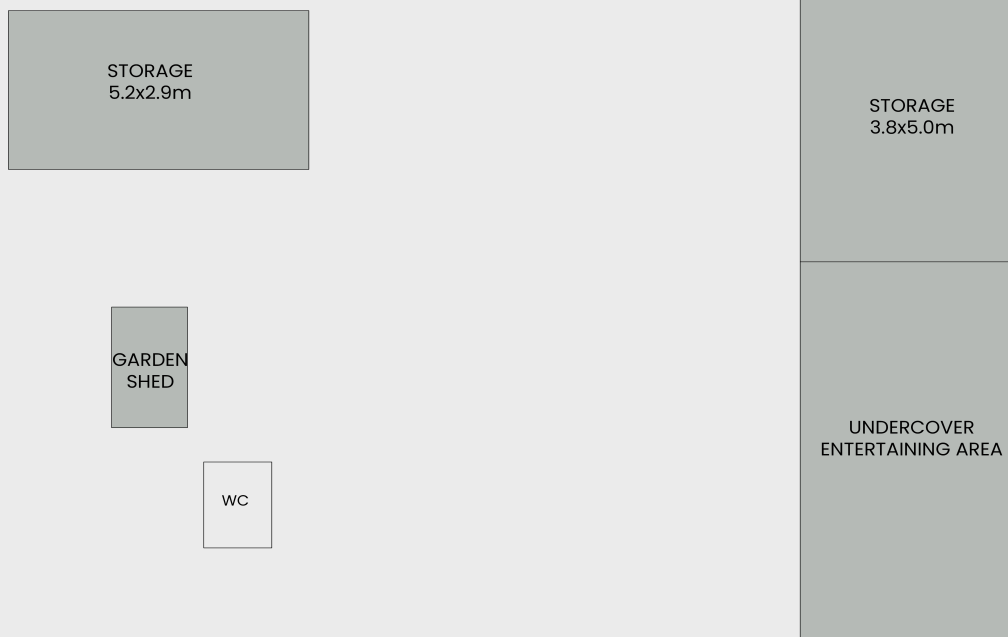 STORAGE
5.2x2.9m
STORAGE
3.8x5.0m
GARDEN
SHED
UNDERCOVER
ENTERTAINING AREA
WC